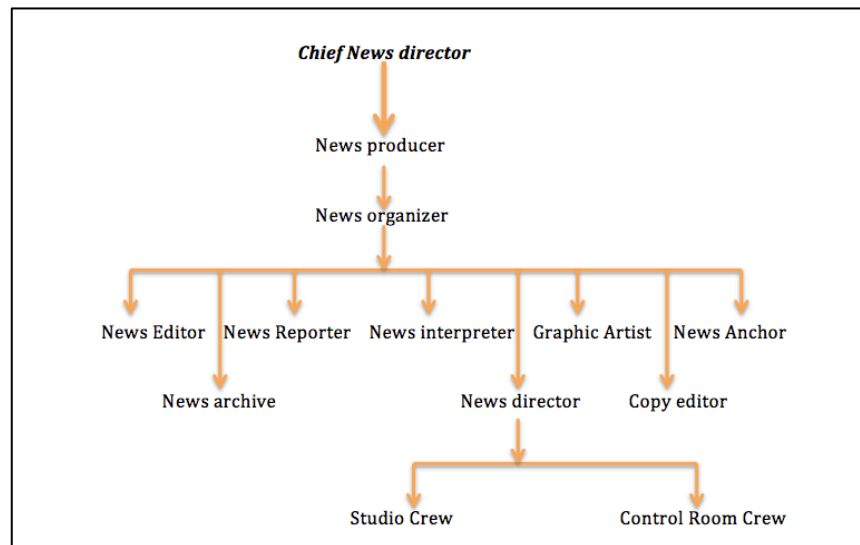 Chief News director
News producer
News organizer
News Editor
News Reporter
News interpreter
Graphic Artist
News Anchor
News archive
News director
Copy editor
Studio Crew
Control Room Crew